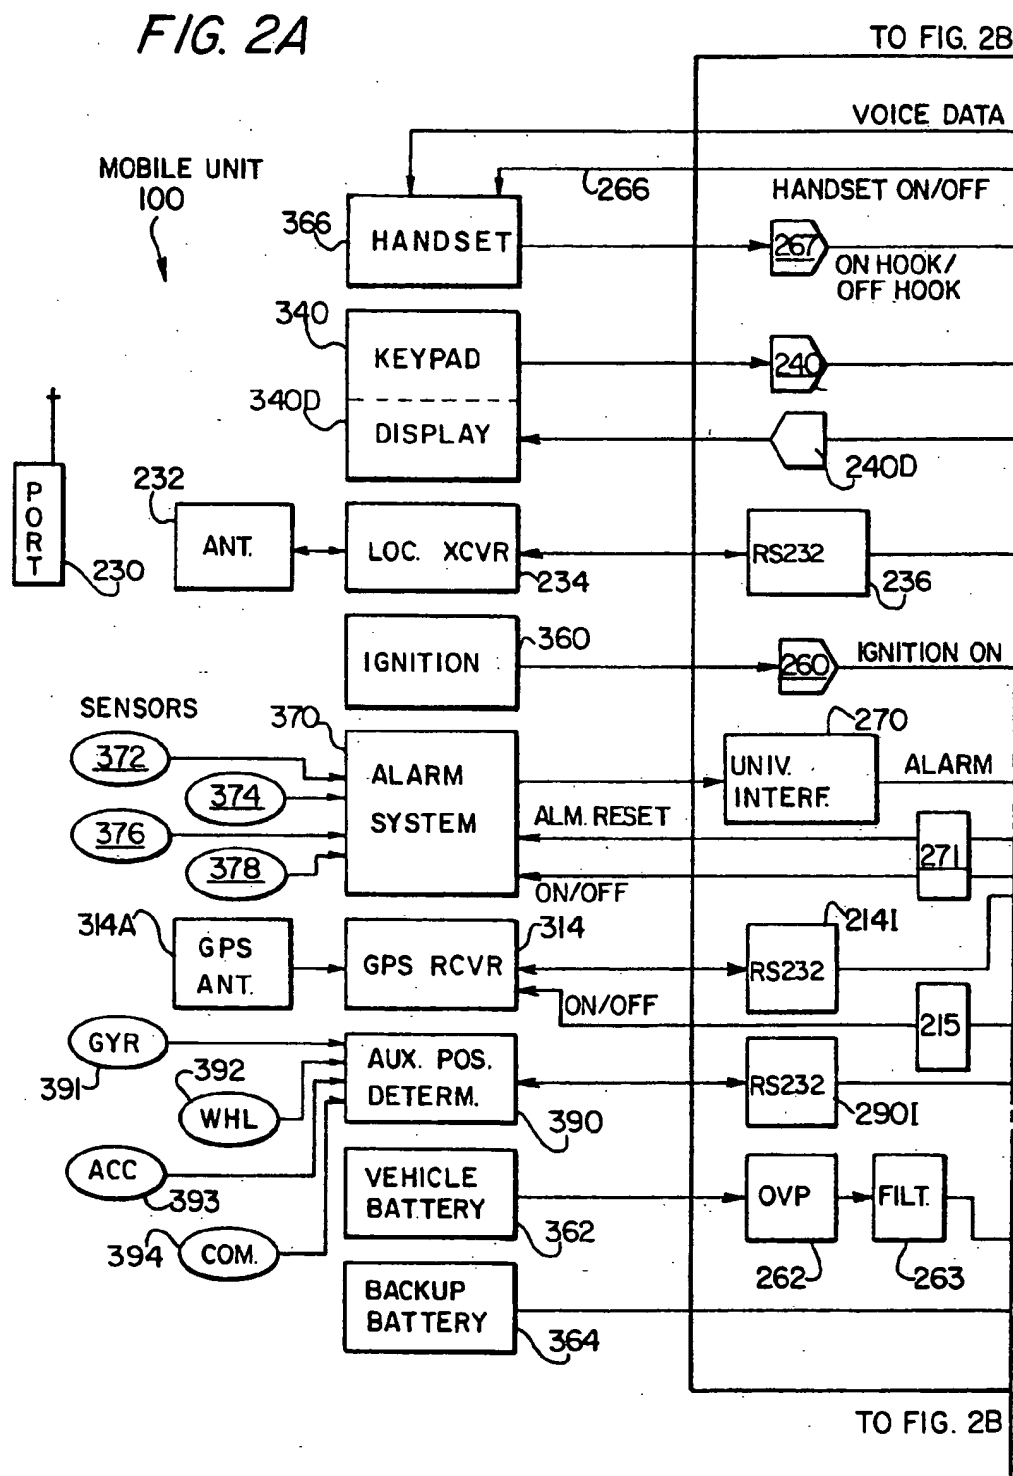 FIG. 2A
TO FIG. 2B
VOICE DATA
MOBILE UNIT
100
266
HANDSET ON/OFF
366
HANDSET
267
ON HOOK/
OFF HOOK
340
KEYPAD
240
340D
DISPLAY
240D
PORT
230
232
ANT.
LOC. XCVR
234
RS232
236
IGNITION
360
260
IGNITION ON
SENSORS
372
374
376
378
370
ALARM
SYSTEM
270
UNIV.
INTERF.
ALARM
ALM. RESET
271
ON/OFF
314A
GPS
ANT.
GPS RCVR
314
214I
RS232
ON/OFF
215
GYR
391
392
WHL
ACC
393
394
COM.
AUX. POS.
DETERM.
390
RS232
290I
VEHICLE
BATTERY
362
OVP
262
FILT.
263
BACKUP
BATTERY
364
TO FIG. 2B